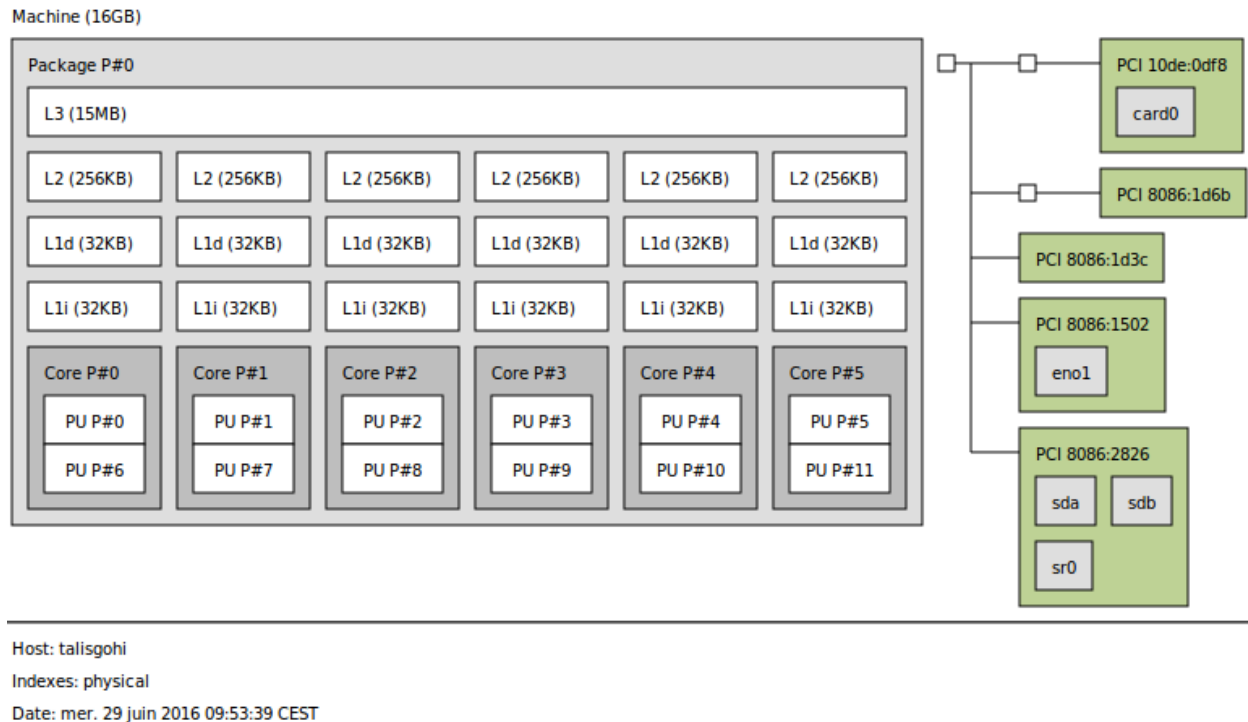 Machine (16GB)
Package P#0
L3 (15MB)
L2 (256KB) L2 (256KB) L2 (256KB) L2 (256KB) L2 (256KB) L2 (256KB)
L1d (32KB) L1d (32KB) L1d (32KB) L1d (32KB) L1d (32KB) L1d (32KB)
L1i (32KB) L1i (32KB) L1i (32KB) L1i (32KB) L1i (32KB) L1i (32KB)
Core P#0 Core P#1 Core P#2 Core P#3 Core P#4 Core P#5
PU P#0 PU P#1 PU P#2 PU P#3 PU P#4 PU P#5
PU P#6 PU P#7 PU P#8 PU P#9 PU P#10 PU P#11
PCI 10de:0df8
card0
PCI 8086:1d6b
PCI 8086:1d3c
PCI 8086:1502
eno1
PCI 8086:2826
sda sdb
sr0
Host: talisgohi
Indexes: physical
Date: mer. 29 juin 2016 09:53:39 CEST